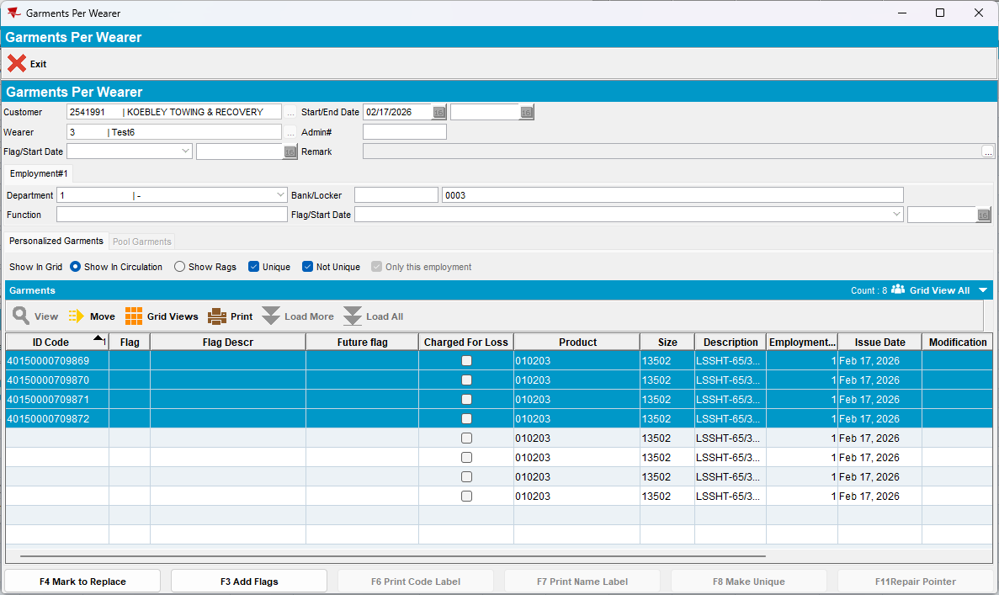 Garments Per Wearer
Garments Per Wearer
Exit
Garments Per Wearer
Customer 2541991 | KOEBLEY TOWING & RECOVERY ... Start/End Date 02/17/2026 16 16
Wearer 3 | Test6 ... Admin#
Flag/Start Date 16 Remark ...
Employment#1
Department 1 | - Bank/Locker 0003
Function Flag/Start Date 16
Personalized Garments Pool Garments
Show In Grid Show In Circulation Show Rags Unique Not Unique Only this employment
Garments Count : 8 Grid View All
View Move Grid Views Print Load More Load All
ID Code 1 Flag Flag Descr Future flag Charged For Loss Product Size Description Employment... Issue Date Modification
40150000709869 010203 13502 LSSHT-65/3... 1 Feb 17, 2026
40150000709870 010203 13502 LSSHT-65/3... 1 Feb 17, 2026
40150000709871 010203 13502 LSSHT-65/3... 1 Feb 17, 2026
40150000709872 010203 13502 LSSHT-65/3... 1 Feb 17, 2026
010203 13502 LSSHT-65/3... 1 Feb 17, 2026
010203 13502 LSSHT-65/3... 1 Feb 17, 2026
010203 13502 LSSHT-65/3... 1 Feb 17, 2026
010203 13502 LSSHT-65/3... 1 Feb 17, 2026
F4 Mark to Replace F3 Add Flags F6 Print Code Label F7 Print Name Label F8 Make Unique F11Repair Pointer